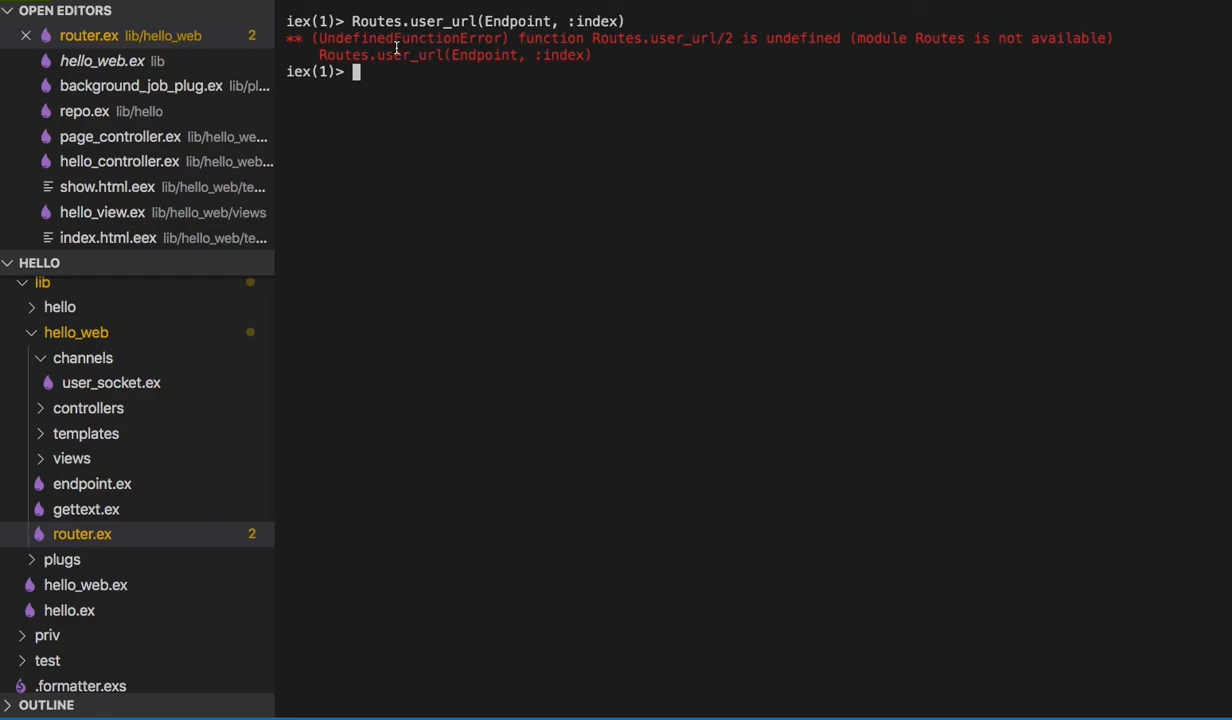 OPEN EDITORS
router.ex lib/hello_web 2
hello_web.ex lib
background_job_plug.ex lib/pl...
repo.ex lib/hello
page_controller.ex lib/hello_we...
hello_controller.ex lib/hello_web...
show.html.eex lib/hello_web/te...
hello_view.ex lib/hello_web/views
index.html.eex lib/hello_web/te...
HELLO
lib
hello
hello_web
channels
user_socket.ex
controllers
templates
views
endpoint.ex
gettext.ex
router.ex 2
plugs
hello_web.ex
hello.ex
priv
test
.formatter.exs
OUTLINE
iex(1)> Routes.user_url(Endpoint, :index)
** (UndefinedFunctionError) function Routes.user_url/2 is undefined (module Routes is not available)
Routes.user_url(Endpoint, :index)
iex(1)>